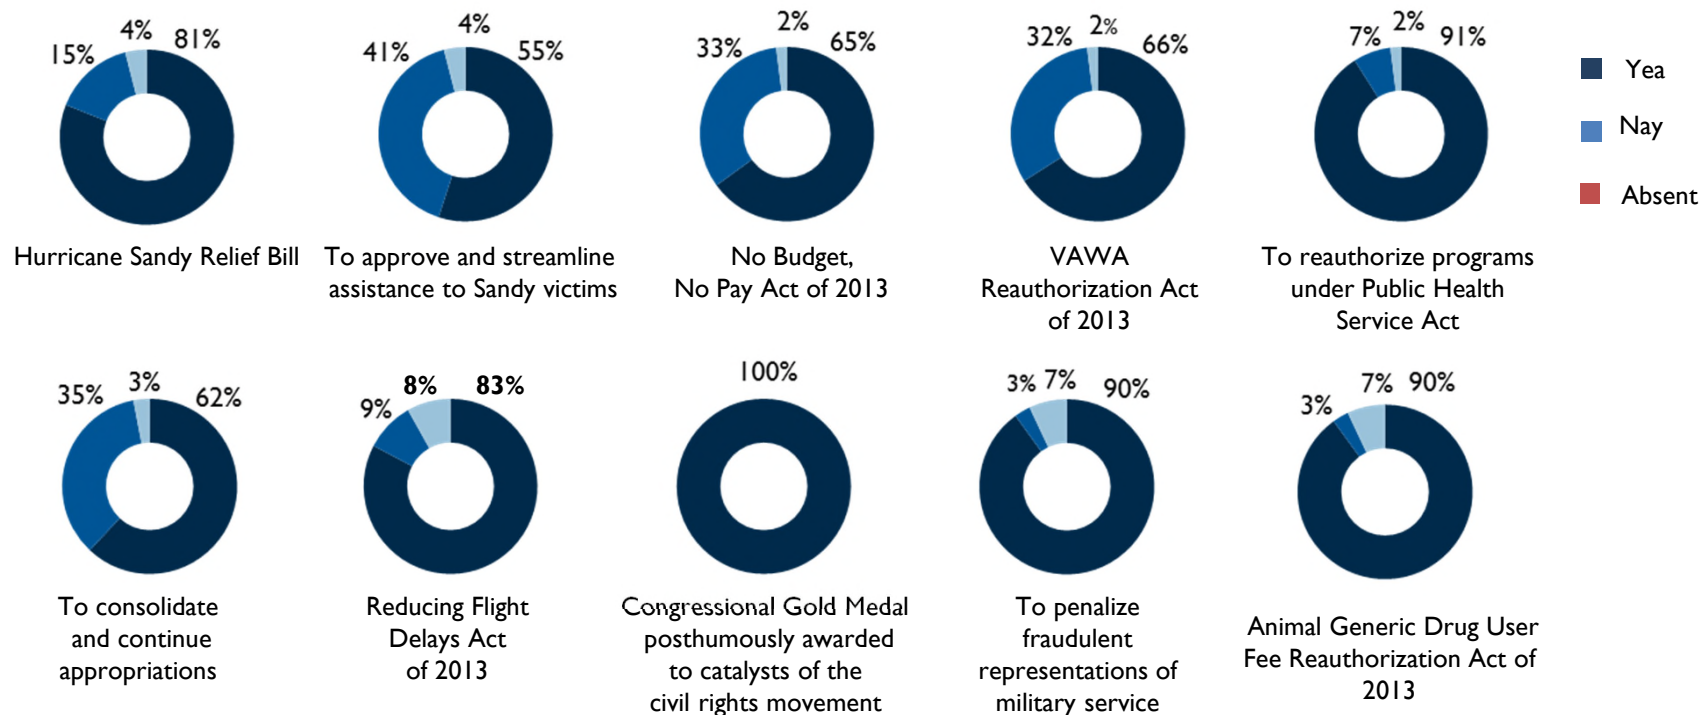 15% 4% 81%
Hurricane Sandy Relief Bill
41% 4% 55%
To approve and streamline
assistance to Sandy victims
33% 2% 65%
No Budget,
No Pay Act of 2013
32% 2% 66%
VAWA
Reauthorization Act
of 2013
7% 2% 91%
To reauthorize programs
under Public Health
Service Act
Yea
Nay
Absent
35% 3% 62%
To consolidate
and continue
appropriations
9% 8% 83%
Reducing Flight
Delays Act
of 2013
100%
Congressional Gold Medal
posthumously awarded
to catalysts of the
civil rights movement
3% 7% 90%
To penalize
fraudulent
representations of
military service
3% 7% 90%
Animal Generic Drug User
Fee Reauthorization Act of
2013